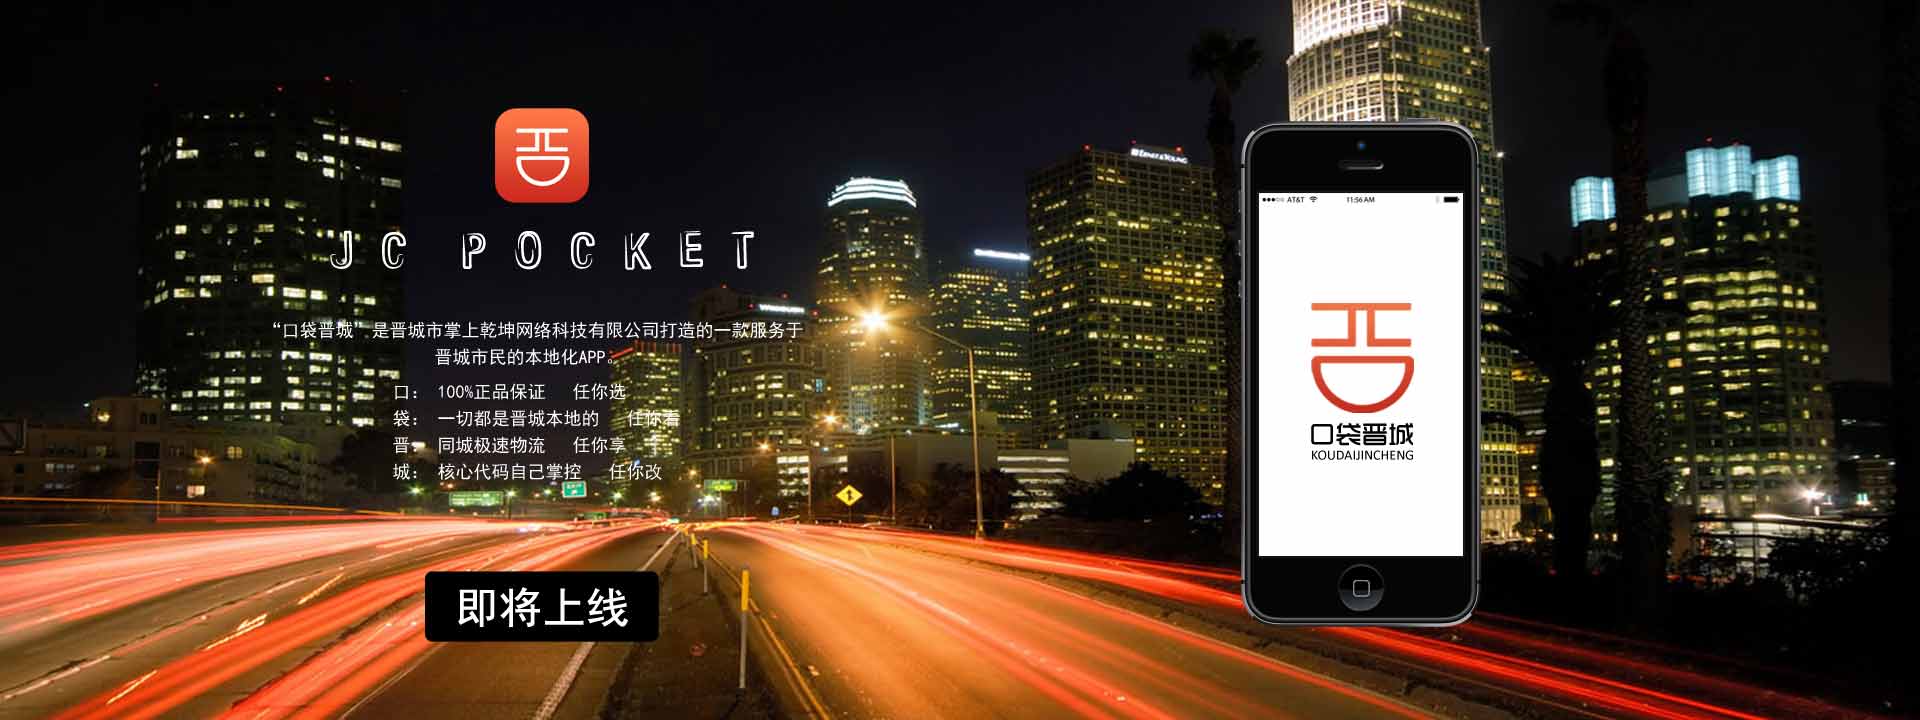 JC POCKET
“口袋晋城”是晋城市掌上乾坤网络科技有限公司打造的一款服务于
晋城市民的本地化APP。
口： 100%正品保证 任你选
袋： 一切都是晋城本地的 任你看
晋： 同城极速物流 任你享
城： 核心代码自己掌控 任你改
即将上线
ERNST & YOUNG
AT&T 11:56 AM
口袋晋城
KOUDAIJINCHENG